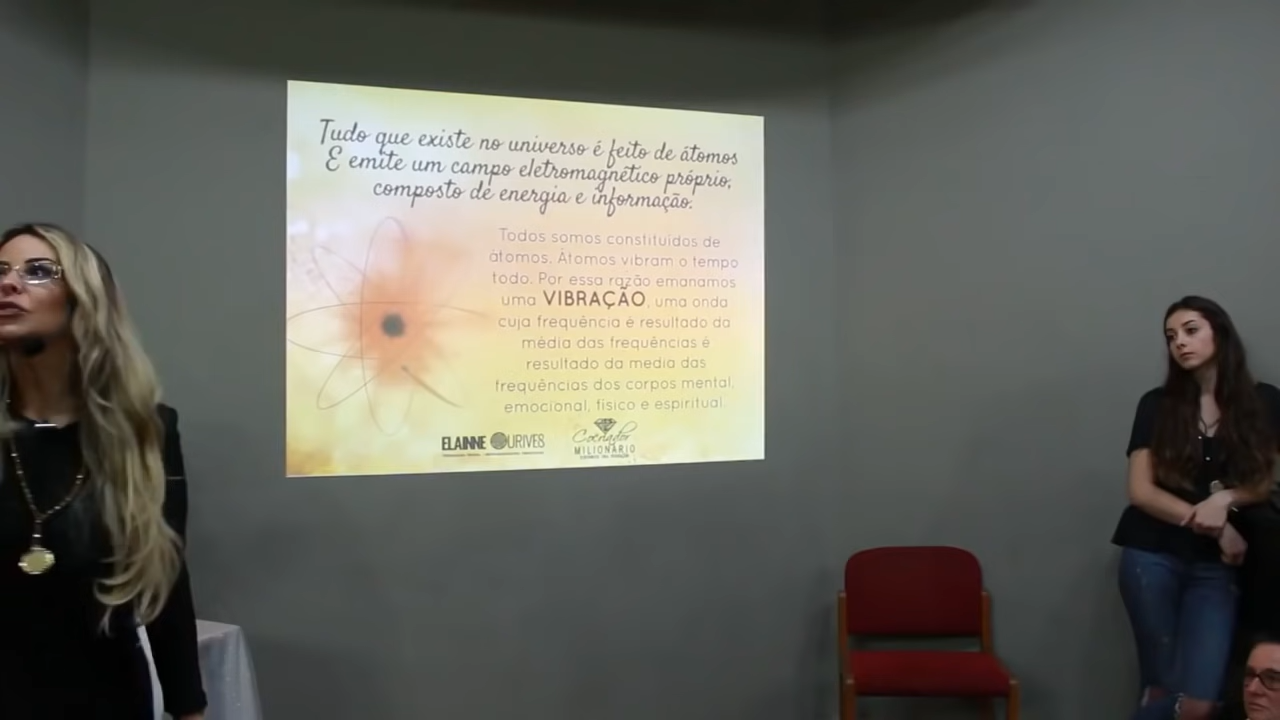 Tudo que existe no universo é feito de átomos
E emite um campo eletromagnético próprio,
composto de energia e informação.
Todos somos constituídos de
átomos. Átomos vibram o tempo
todo. Por essa razão emanamos
uma VIBRAÇÃO, uma onda
cuja frequência é resultado da
média das frequências é
resultado da media das
frequências dos corpos mental,
emocional, físico e espiritual.
ELAINNE OURIVES
Cocriador
MILIONÁRIO